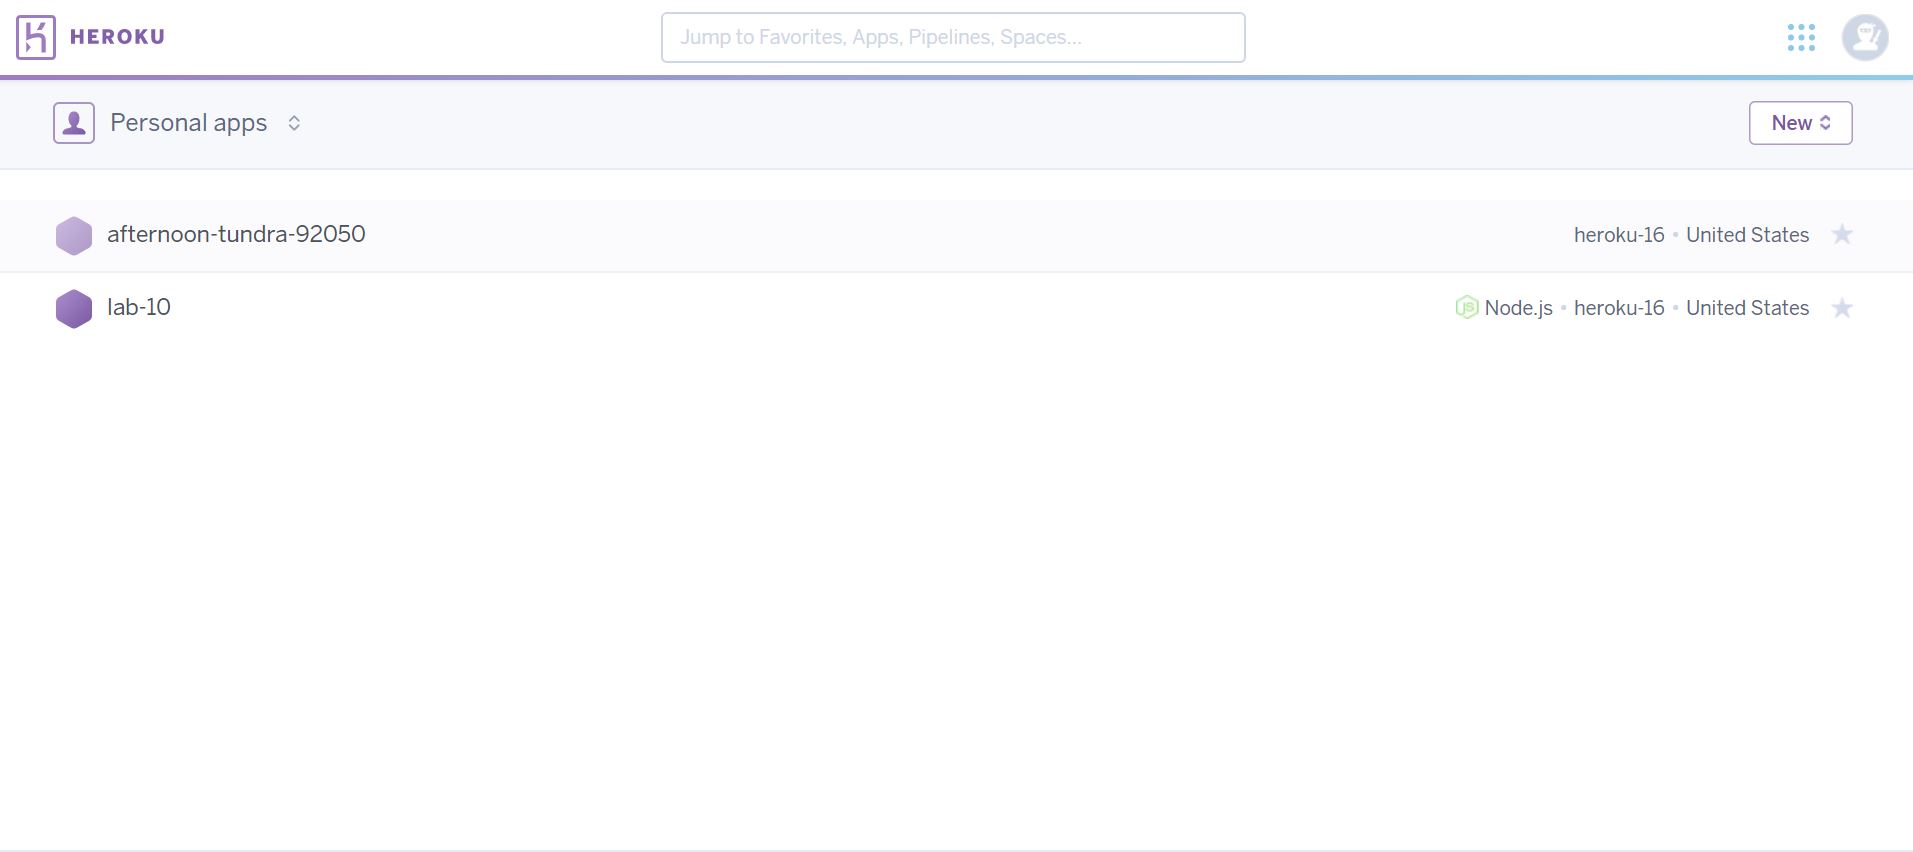 HEROKU
Jump to Favorites, Apps, Pipelines, Spaces...
Personal apps
New
afternoon-tundra-92050
heroku-16 • United States
lab-10
JS Node.js • heroku-16 • United States